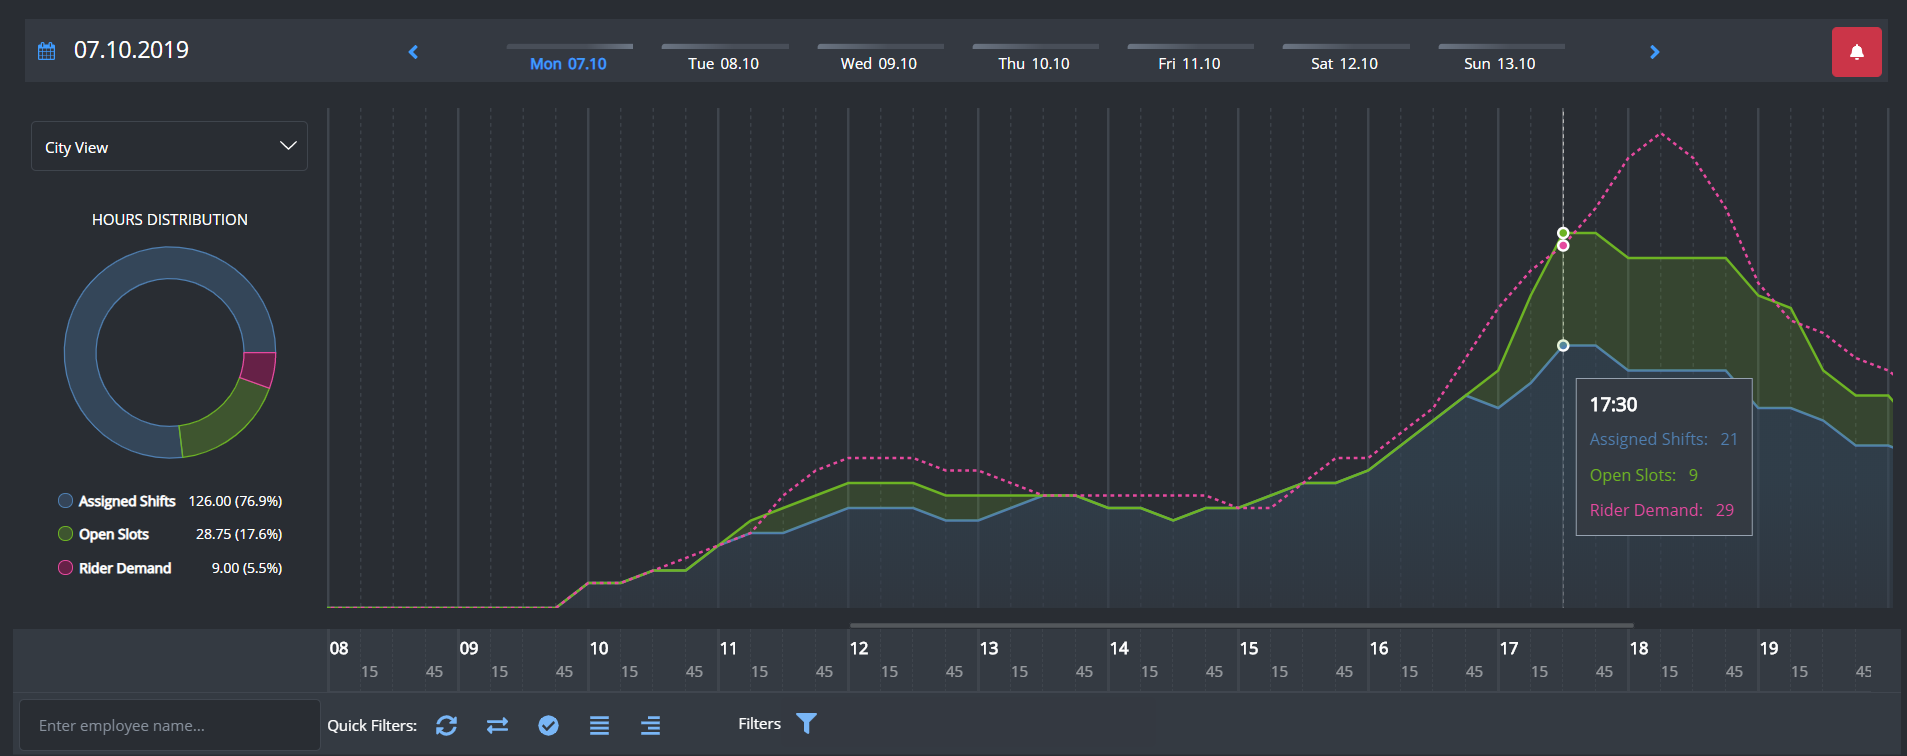 07.10.2019
Mon 07.10 Tue 08.10 Wed 09.10 Thu 10.10 Fri 11.10 Sat 12.10 Sun 13.10
City View
HOURS DISTRIBUTION
Assigned Shifts 126.00 (76.9%)
Open Slots 28.75 (17.6%)
Rider Demand 9.00 (5.5%)
17:30
Assigned Shifts: 21
Open Slots: 9
Rider Demand: 29
08 09 10 11 12 13 14 15 16 17 18 19
15 45 15 45 15 45 15 45 15 45 15 45 15 45 15 45 15 45 15 45 15 45 15 45
Enter employee name... Quick Filters: Filters